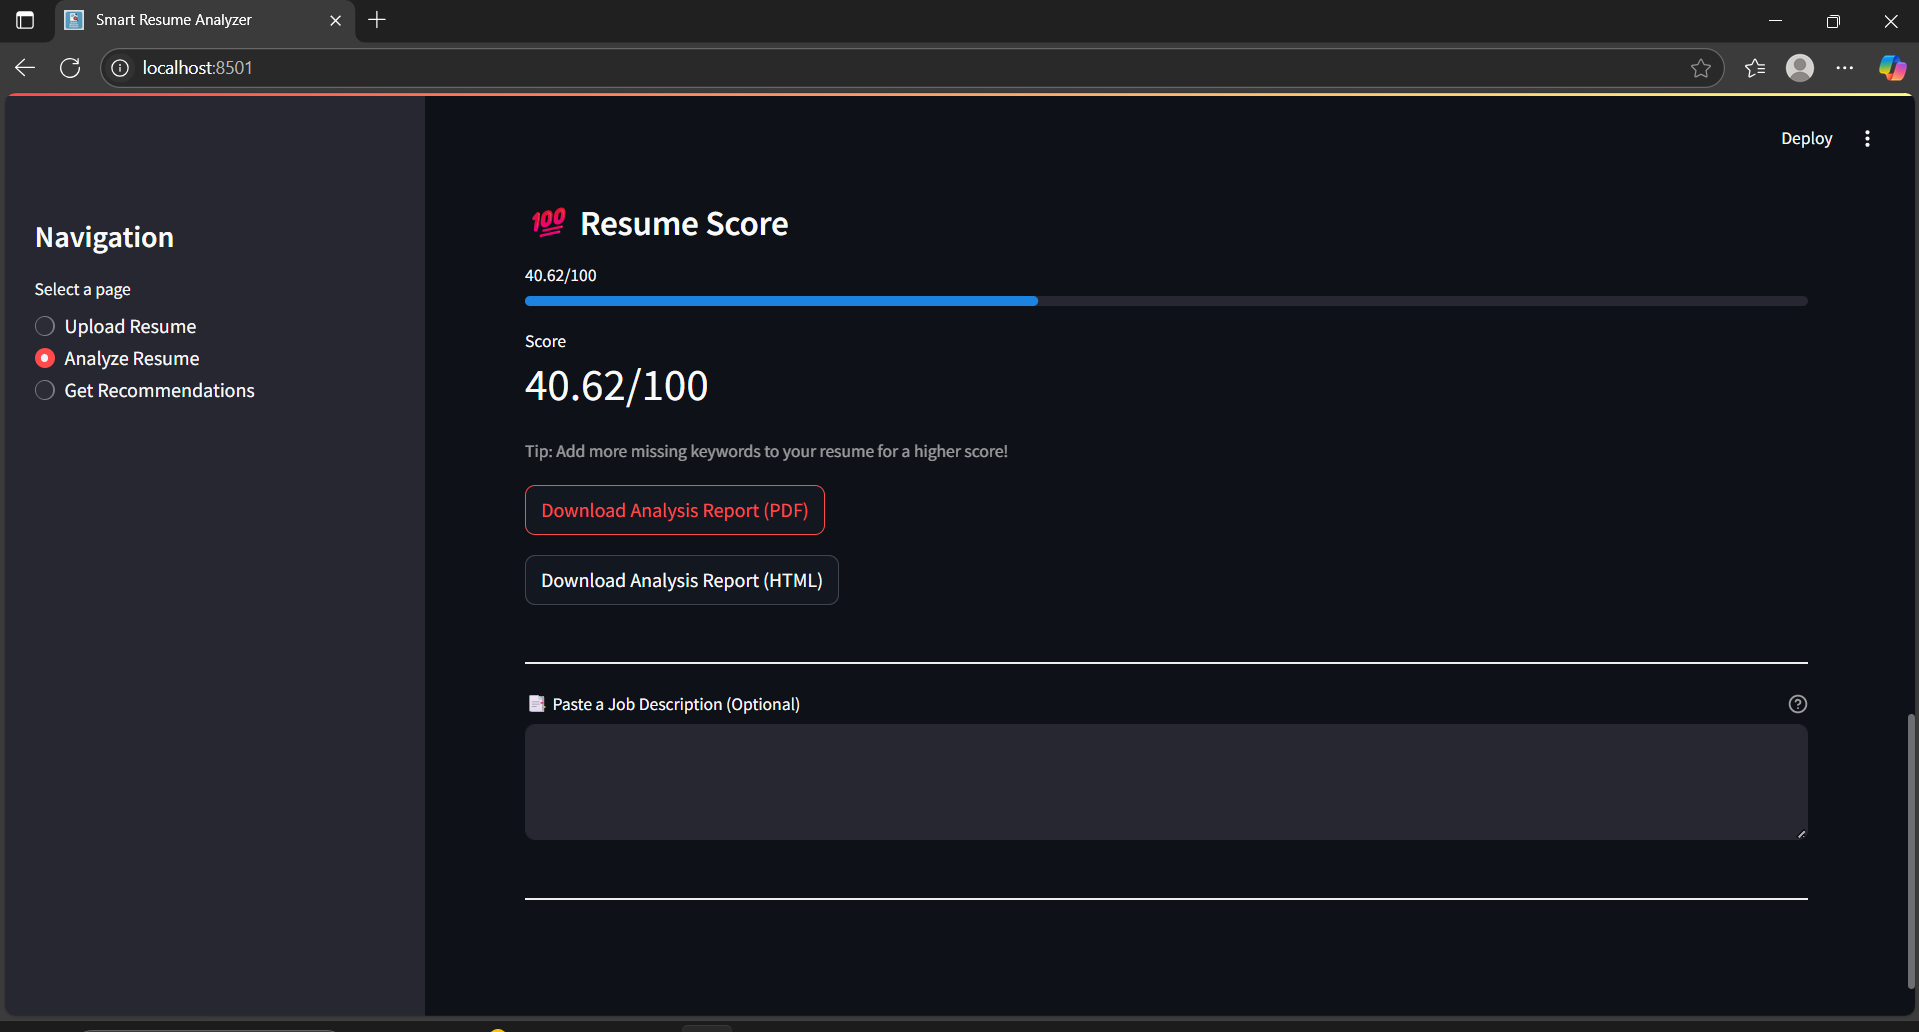 Smart Resume Analyzer
localhost:8501
Deploy
Navigation
Select a page
Upload Resume
Analyze Resume
Get Recommendations
💯 Resume Score
40.62/100
Score
40.62/100
Tip: Add more missing keywords to your resume for a higher score!
Download Analysis Report (PDF)
Download Analysis Report (HTML)
Paste a Job Description (Optional)